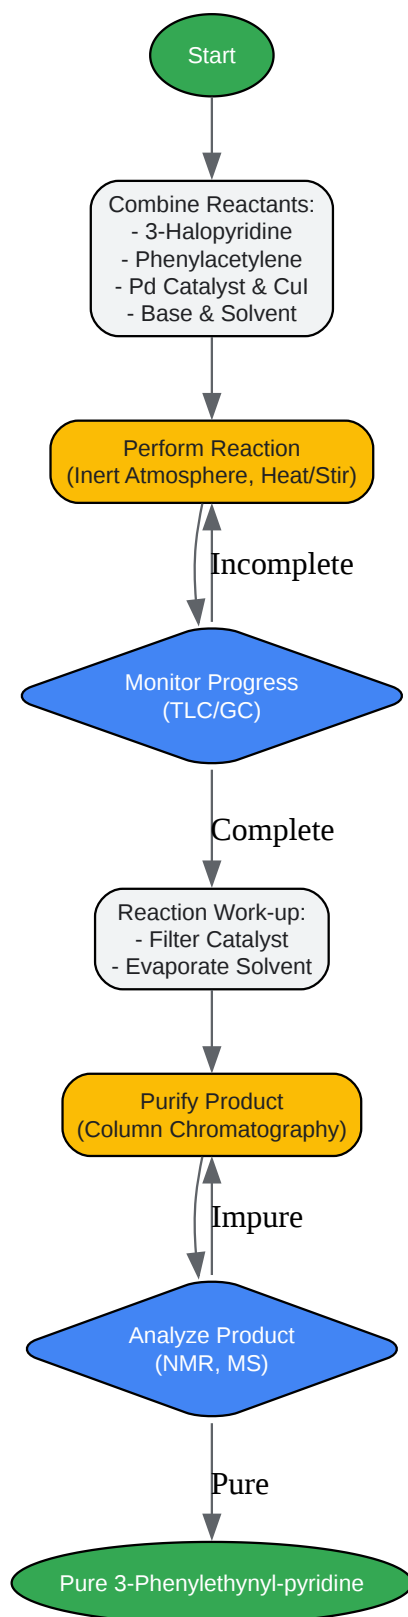 Start
Combine Reactants:
- 3-Halopyridine
- Phenylacetylene
- Pd Catalyst & CuI
- Base & Solvent
Perform Reaction
(Inert Atmosphere, Heat/Stir)
Incomplete
Monitor Progress
(TLC/GC)
Complete
Reaction Work-up:
- Filter Catalyst
- Evaporate Solvent
Purify Product
(Column Chromatography)
Impure
Analyze Product
(NMR, MS)
Pure
Pure 3-Phenylethynyl-pyridine